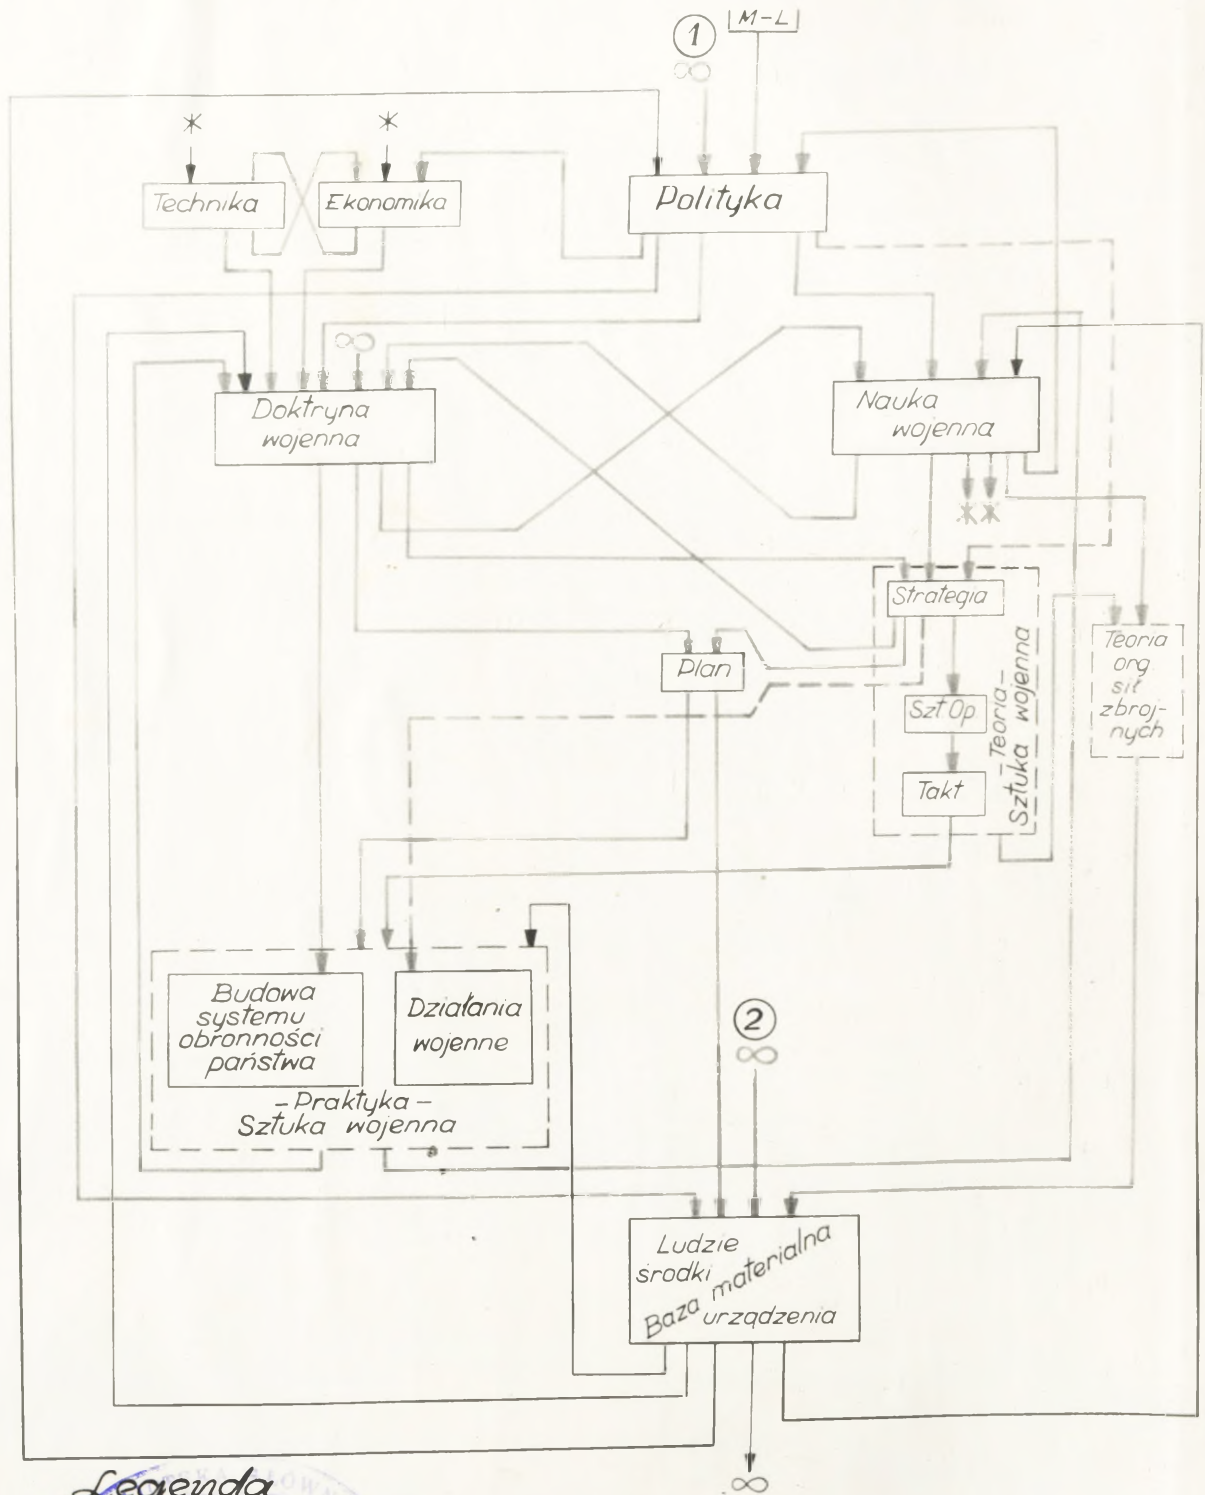 M-L
1
∞
* *
Technika
Ekonomika
Polityka
∞
Doktryna
wojenna
Nauka
wojenna
* *
Strategia
Plan
Szt Op
Takt
-Teoria-
Sztuka wojenna
Teoria
org
sił
zbroj-
nych
Budowa
systemu
obronności
państwa
Działania
wojenne
-Praktyka-
Sztuka wojenna
2
∞
Ludzie
środki
Baza materialna
urządzenia
∞
Legenda